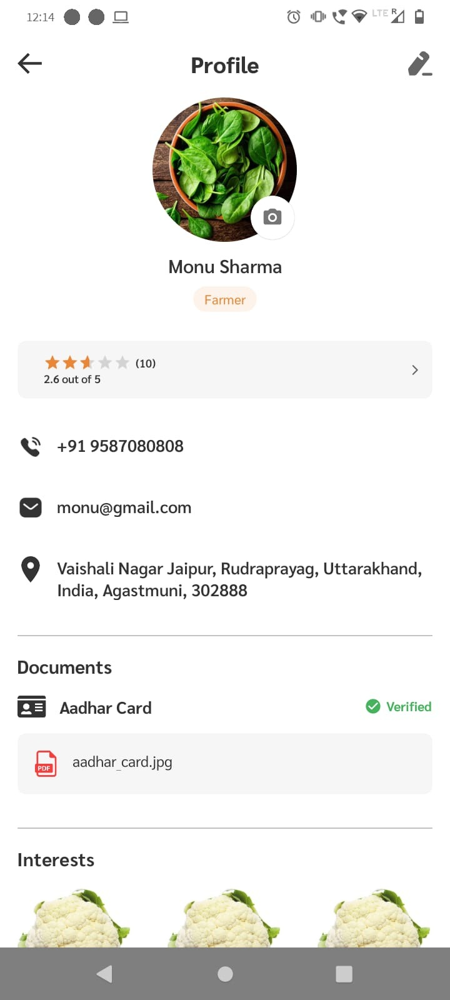 12:14
LTE R
Profile
Monu Sharma
Farmer
(10)
2.6 out of 5
+91 9587080808
monu@gmail.com
Vaishali Nagar Jaipur, Rudraprayag, Uttarakhand,
India, Agastmuni, 302888
Documents
Aadhar Card
Verified
PDF
aadhar_card.jpg
Interests